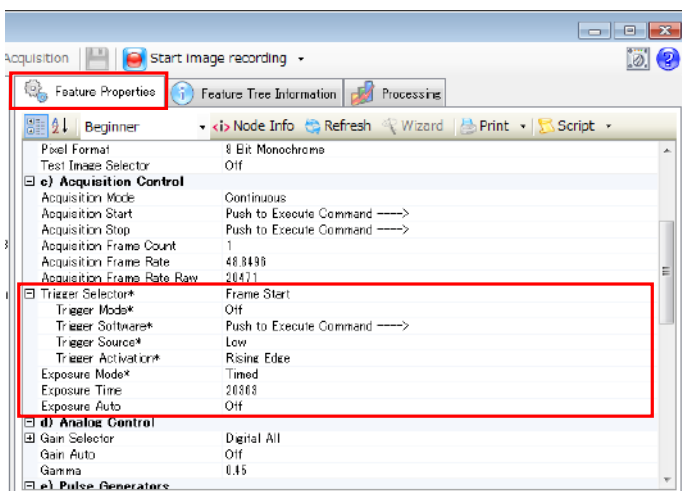 Acquisition Start image recording
Feature Properties Feature Tree Information Processing
Beginner <i> Node Info Refresh Wizard Print Script
Pixel Format 8 Bit Monochrome
Test Image Selector Off
c) Acquisition Control
Acquisition Mode Continuous
Acquisition Start Push to Execute Command ---->
Acquisition Stop Push to Execute Command ---->
Acquisition Frame Count 1
Acquisition Frame Rate 48.8496
Acquisition Frame Rate Raw 20471
Trigger Selector* Frame Start
Trigger Mode* Off
Trigger Software* Push to Execute Command ---->
Trigger Source* Low
Trigger Activation* Rising Edge
Exposure Mode* Timed
Exposure Time
Exposure Auto Off
d) Analog Control
Gain Selector Digital All
Gain Auto Off
Gamma 0.45
e) Pulse Generators